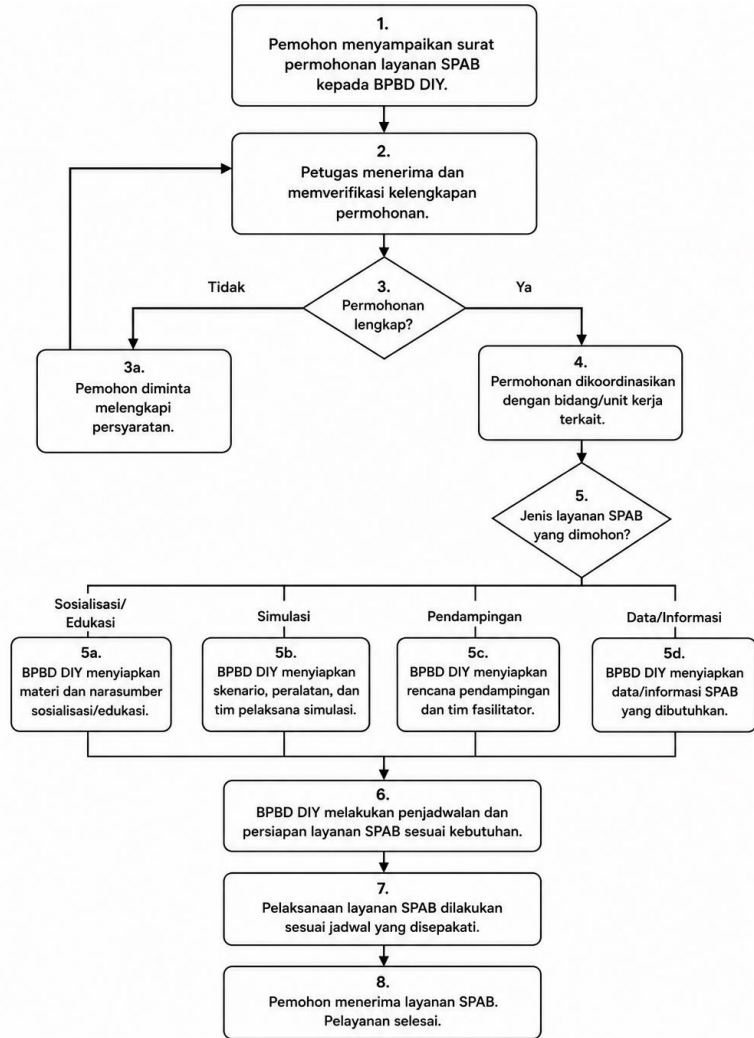 1.
Pemohon menyampaikan surat
permohonan layanan SPAB
kepada BPBD DIY.
2.
Petugas menerima dan
memverifikasi kelengkapan
permohonan.
Tidak
3.
Permohonan
lengkap?
Ya
3a.
Pemohon diminta
melengkapi
persyaratan.
4.
Permohonan dikoordinasikan
dengan bidang/unit kerja
terkait.
5.
Jenis layanan SPAB
yang dimohon?
Sosialisasi/
Edukasi
5a.
BPBD DIY menyiapkan
materi dan narasumber
sosialisasi/edukasi.
Simulasi
5b.
BPBD DIY menyiapkan
skenario, peralatan, dan
tim pelaksana simulasi.
Pendampingan
5c.
BPBD DIY menyiapkan
rencana pendampingan
dan tim fasilitator.
Data/Informasi
5d.
BPBD DIY menyiapkan
data/informasi SPAB
yang dibutuhkan.
6.
BPBD DIY melakukan penjadwalan dan
persiapan layanan SPAB sesuai kebutuhan.
7.
Pelaksanaan layanan SPAB dilakukan
sesuai jadwal yang disepakati.
8.
Pemohon menerima layanan SPAB.
Pelayanan selesai.